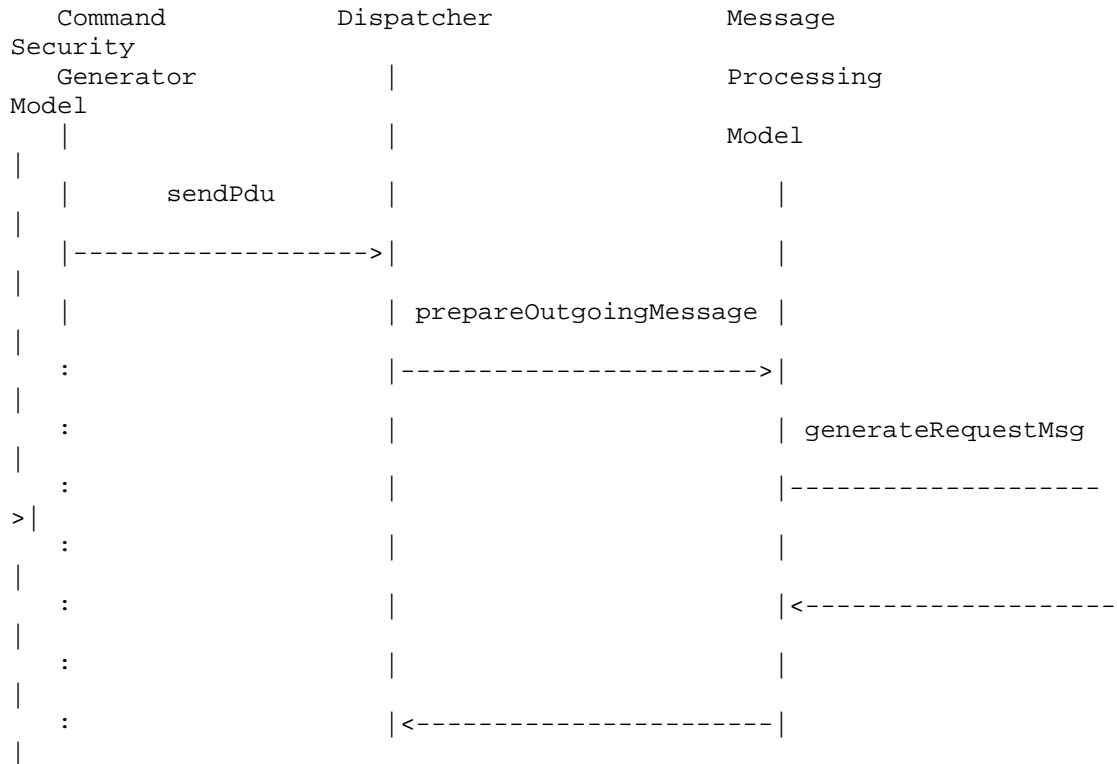 Command           Dispatcher               Message
Security
Generator            |                     Processing
Model
|                    |                     Model
|
|      sendPdu       |                        |
|
|------------------->|                        |
|
|                    | prepareOutgoingMessage |
|
:                    |----------------------->|
|
:                    |                        | generateRequestMsg
|
:                    |                        |--------------------
>|
:                    |                        |
|
:                    |                        |<--------------------
|
:                    |                        |
|
:                    |<-----------------------|
|